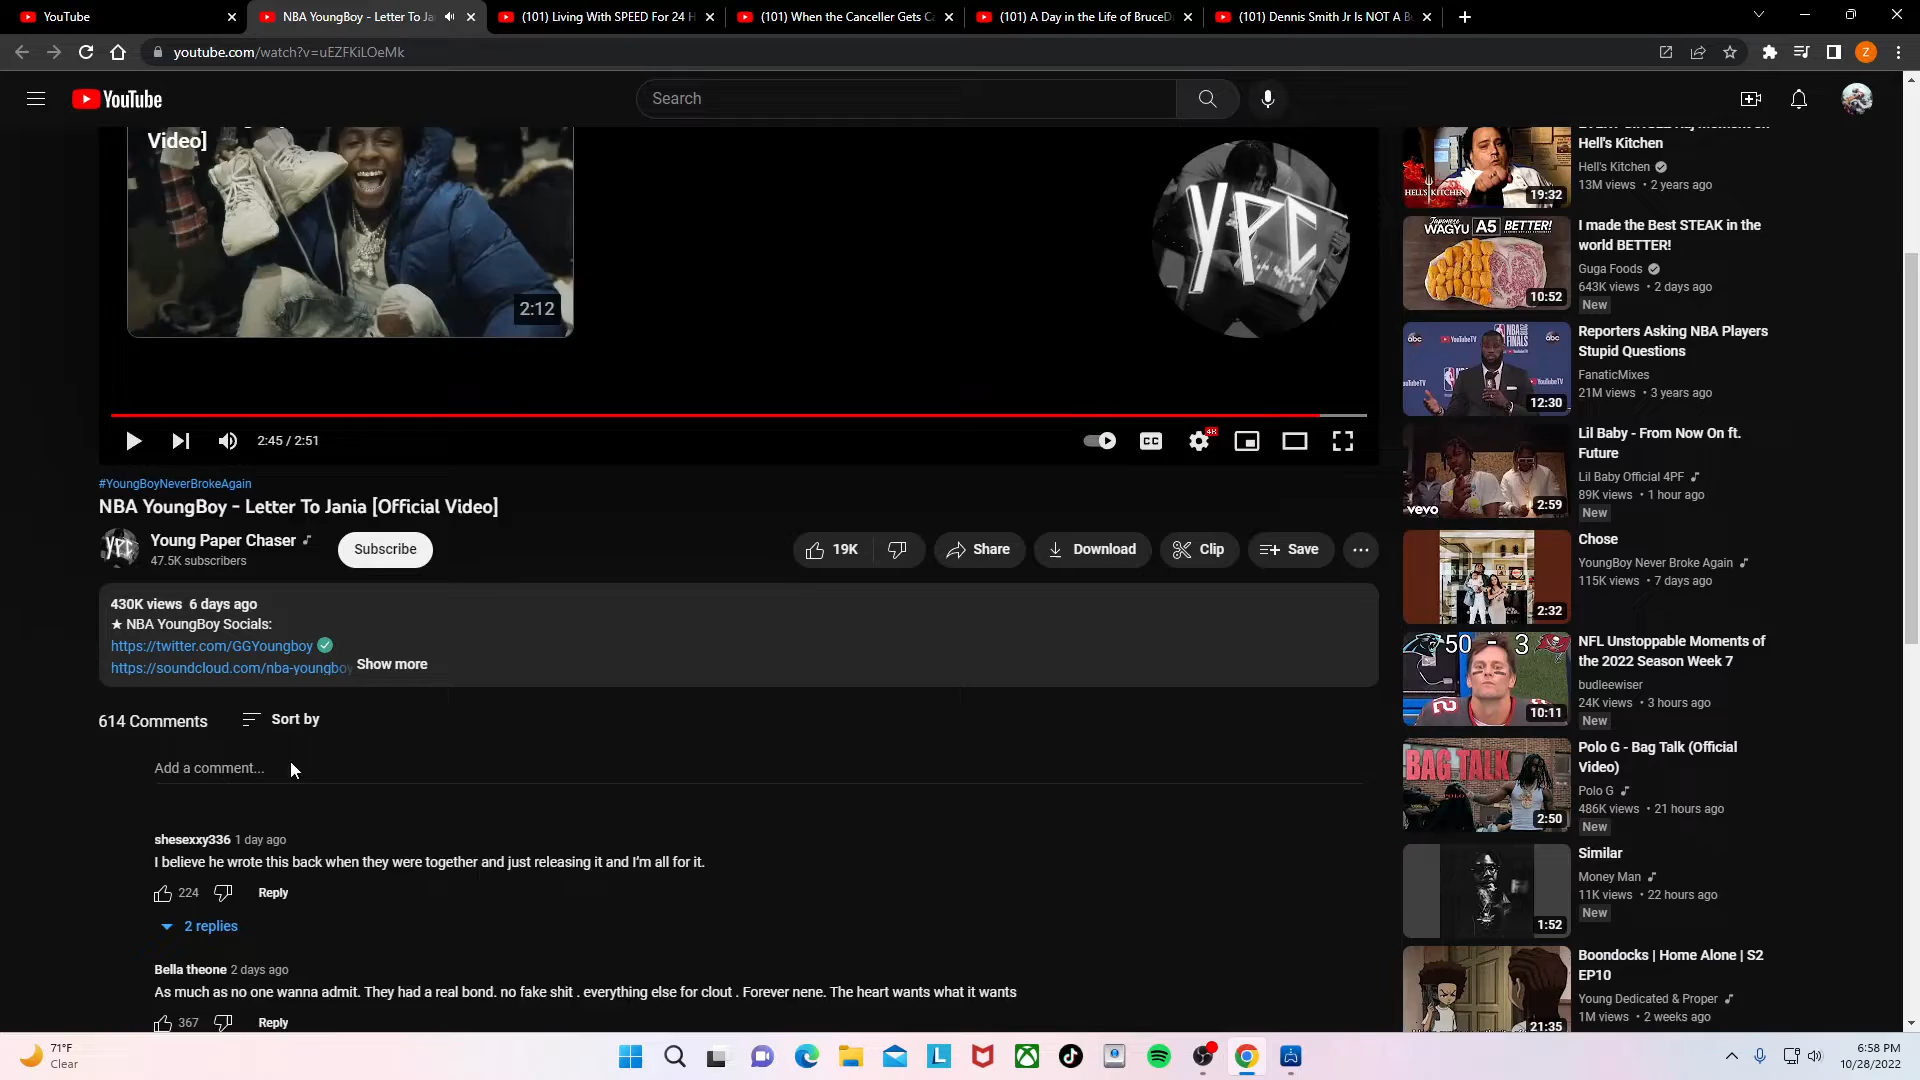 YouTube
NBA YoungBoy - Letter To Ja
(101) Living With SPEED For 24 H
(101) When the Canceller Gets C
(101) A Day in the Life of BruceD
(101) Dennis Smith Jr Is NOT A B
youtube.com/watch?v=uEZFKiLOeMk
Z
YouTube
Search
Video]
2:12
YPC
2:45 / 2:51
CC
4K
#YoungBoyNeverBrokeAgain
NBA YoungBoy - Letter To Jania [Official Video]
Young Paper Chaser
47.5K subscribers
Subscribe
19K
Share
Download
Clip
Save
430K views 6 days ago
★ NBA YoungBoy Socials:
https://twitter.com/GGYoungboy
https://soundcloud.com/nba-youngboy
Show more
614 Comments
Sort by
Add a comment...
shesexxy336 1 day ago
I believe he wrote this back when they were together and just releasing it and I'm all for it.
224
Reply
2 replies
Bella theone 2 days ago
As much as no one wanna admit. They had a real bond. no fake shit . everything else for clout . Forever nene. The heart wants what it wants
367
Reply
Hell's Kitchen
Hell's Kitchen
13M views • 2 years ago
HELL'S KITCHEN
19:32
I made the Best STEAK in the
world BETTER!
Guga Foods
643K views • 2 days ago
New
Japanese
WAGYU A5 BETTER!
10:52
Reporters Asking NBA Players
Stupid Questions
FanaticMixes
21M views • 3 years ago
abc
YouTubeTV
NBA
FINALS
abc
12:30
Lil Baby - From Now On ft.
Future
Lil Baby Official 4PF
89K views • 1 hour ago
New
vevo
2:59
Chose
YoungBoy Never Broke Again
115K views • 7 days ago
2:32
NFL Unstoppable Moments of
the 2022 Season Week 7
budleewiser
24K views • 3 hours ago
New
50 - 3
10:11
Polo G - Bag Talk (Official
Video)
Polo G
486K views • 21 hours ago
New
BAG TALK
2:50
Similar
Money Man
11K views • 22 hours ago
New
1:52
Boondocks | Home Alone | S2
EP10
Young Dedicated & Proper
1M views • 2 weeks ago
21:35
71°F
Clear
L
6:58 PM
10/28/2022